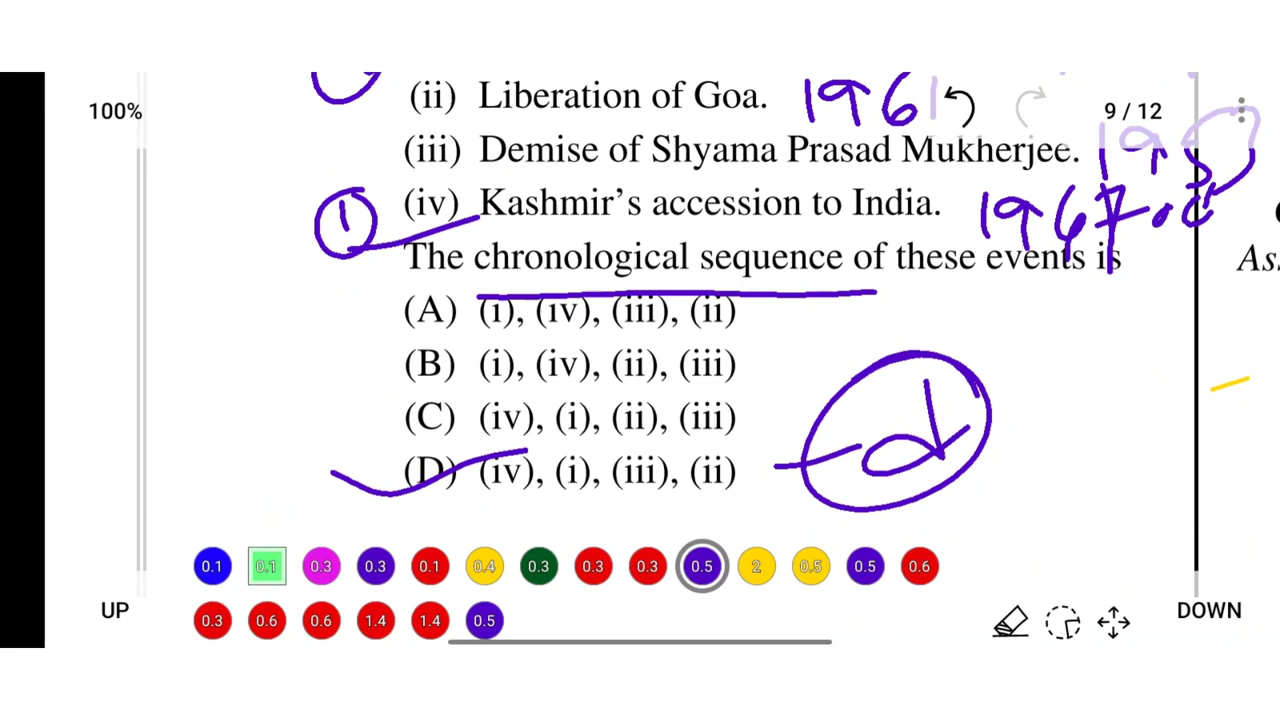 100%
(ii) Liberation of Goa. 1961
9 / 12
(iii) Demise of Shyama Prasad Mukherjee.
1 (iv) Kashmir's accession to India.
The chronological sequence of these events is
(A) (i), (iv), (iii), (ii)
(B) (i), (iv), (ii), (iii)
(C) (iv), (i), (ii), (iii)
(D) (iv), (i), (iii), (ii) d
0.1 0.1 0.3 0.3 0.1 0.4 0.3 0.3 0.3 0.5 2 0.5 0.5 0.6
UP DOWN
0.3 0.6 0.6 1.4 1.4 0.5